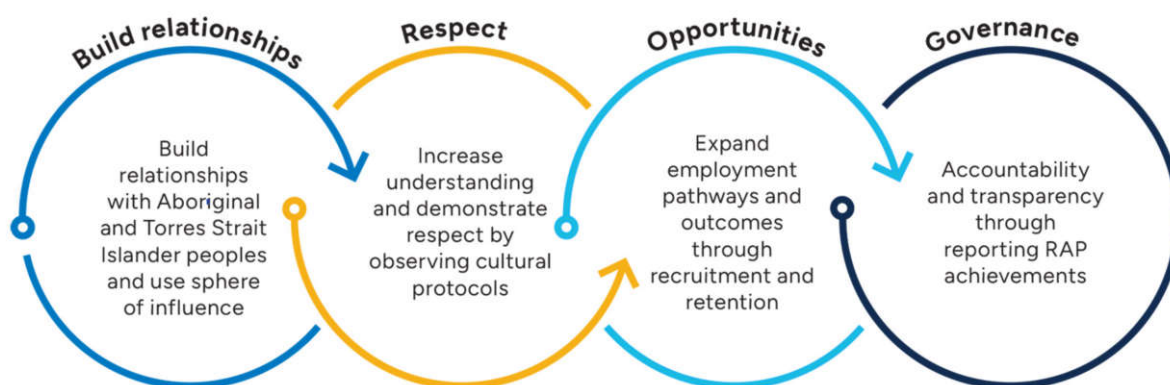 Build relationships
Build
relationships
with Aboriginal
and Torres Strait
Islander peoples
and use sphere
of influence
Respect
Increase
understanding
and demonstrate
respect by
observing cultural
protocols
Opportunities
Expand
employment
pathways and
outcomes
through
recruitment and
retention
Governance
Accountability
and transparency
through
reporting RAP
achievements